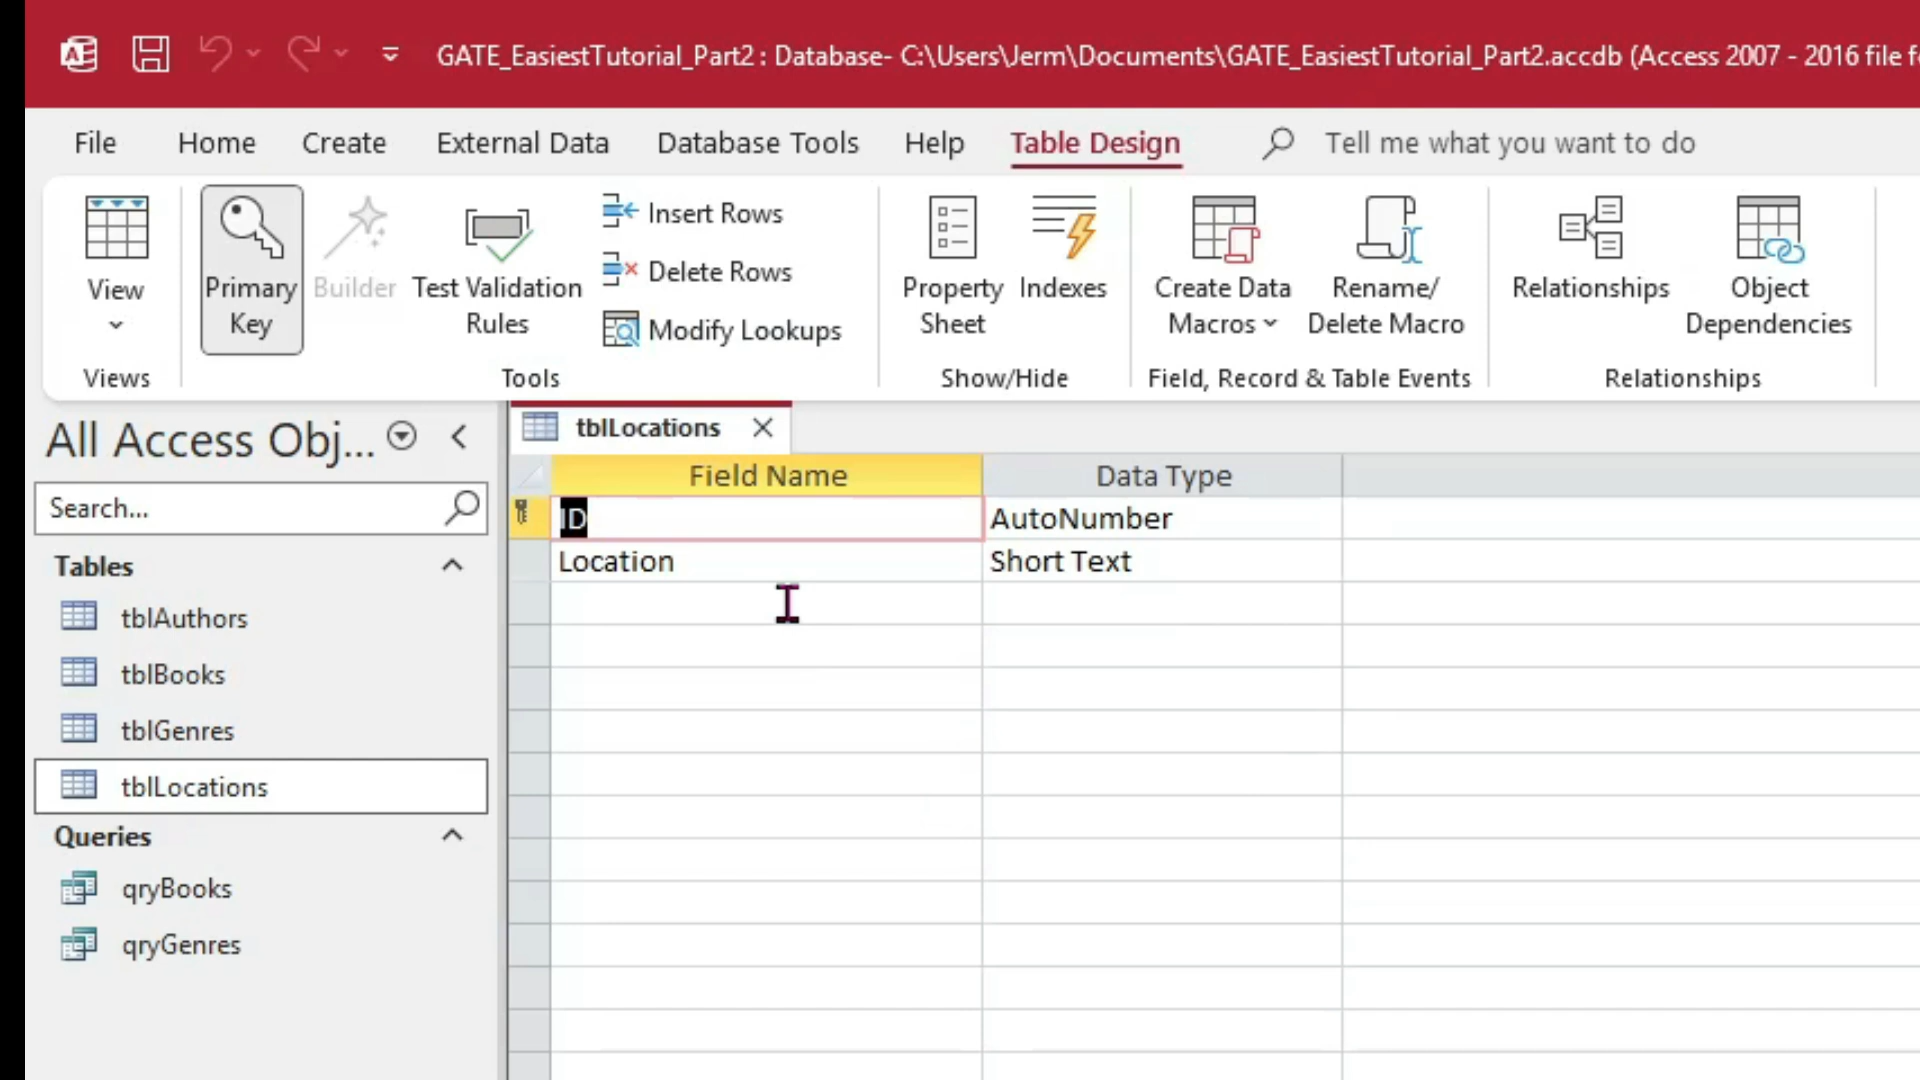 GATE_EasiestTutorial_Part2 : Database- C:\Users\Jerm\Documents\GATE_EasiestTutorial_Part2.accdb (Access 2007 - 2016 file f
File Home Create External Data Database Tools Help Table Design Tell me what you want to do
View
Primary Key
Builder
Test Validation Rules
Insert Rows
Delete Rows
Modify Lookups
Property Sheet
Indexes
Create Data Macros
Rename/ Delete Macro
Relationships
Object Dependencies
Views Tools Show/Hide Field, Record & Table Events Relationships
All Access Obj...
Search...
Tables
tblAuthors
tblBooks
tblGenres
tblLocations
Queries
qryBooks
qryGenres
tblLocations
Field Name Data Type
ID AutoNumber
Location Short Text